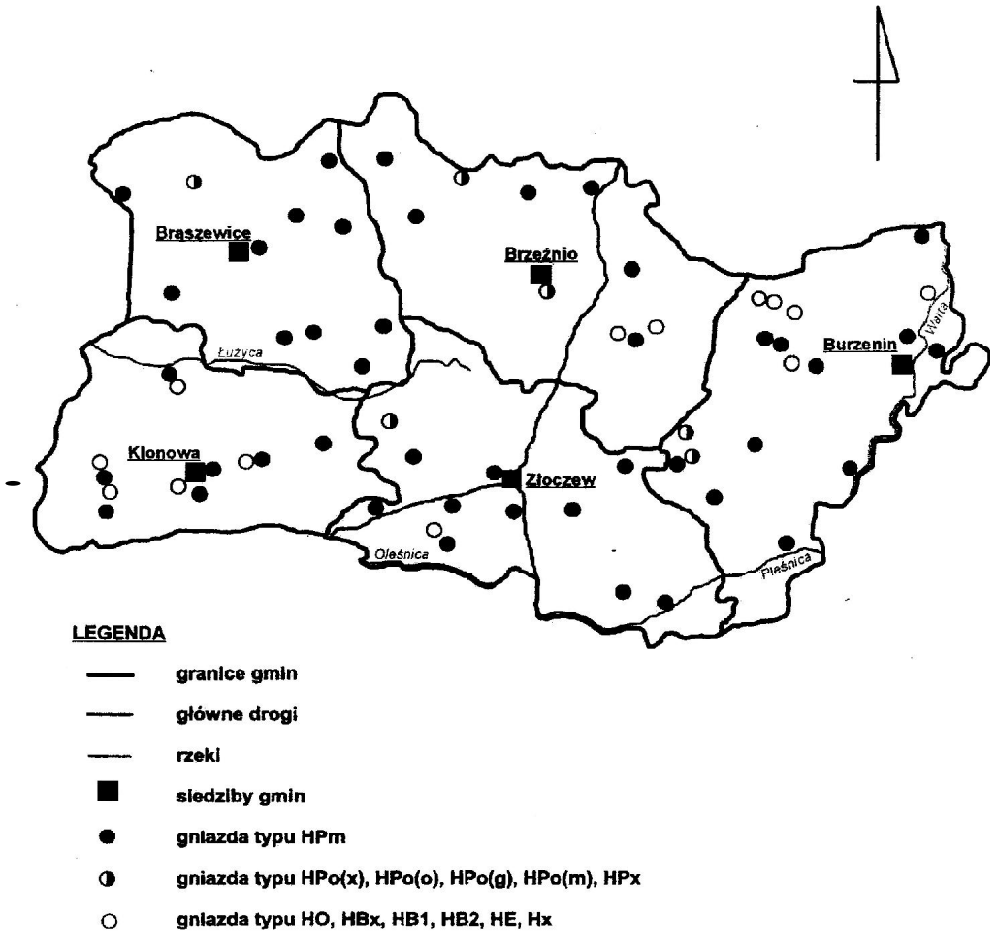 Brąszewice
Brzeźnio
Warta
Burzenin
Łużyca
Klonowa
Złoczew
Oleśnica
Pleśnica
LEGENDA
granice gmin
główne drogi
rzeki
siedziby gmin
gniazda typu HPm
gniazda typu HPo(x), HPo(o), HPo(g), HPo(m), HPx
gniazda typu HO, HBx, HB1, HB2, HE, Hx